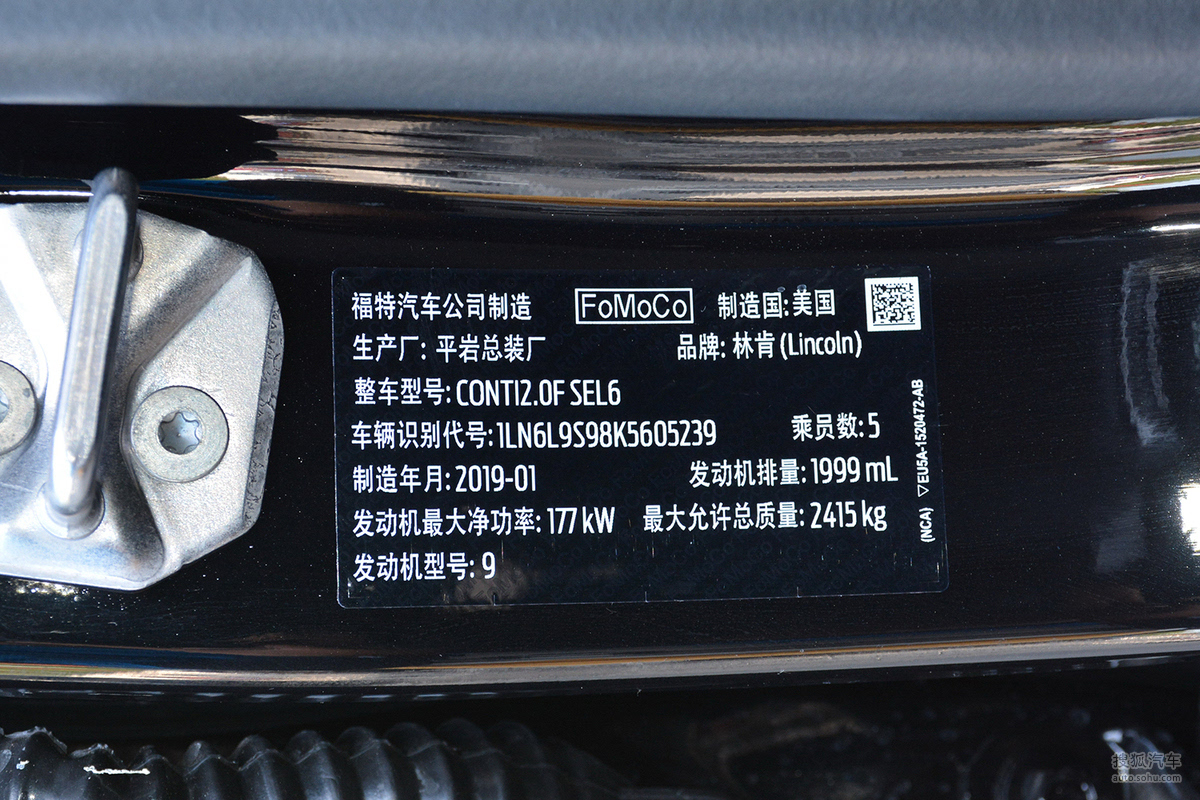 福特汽车公司制造 FoMoCo 制造国:美国
生产厂: 平岩总装厂 品牌: 林肯 (Lincoln)
整车型号: CONTI2.0F SEL6
车辆识别代号: 1LN6L9S98K5605239 乘员数: 5
制造年月: 2019-01 发动机排量: 1999 mL
发动机最大净功率: 177 kW 最大允许总质量: 2415 kg
发动机型号: 9
(NCA) ▽EU5A-1520472-AB
搜狐汽车
auto.sohu.com